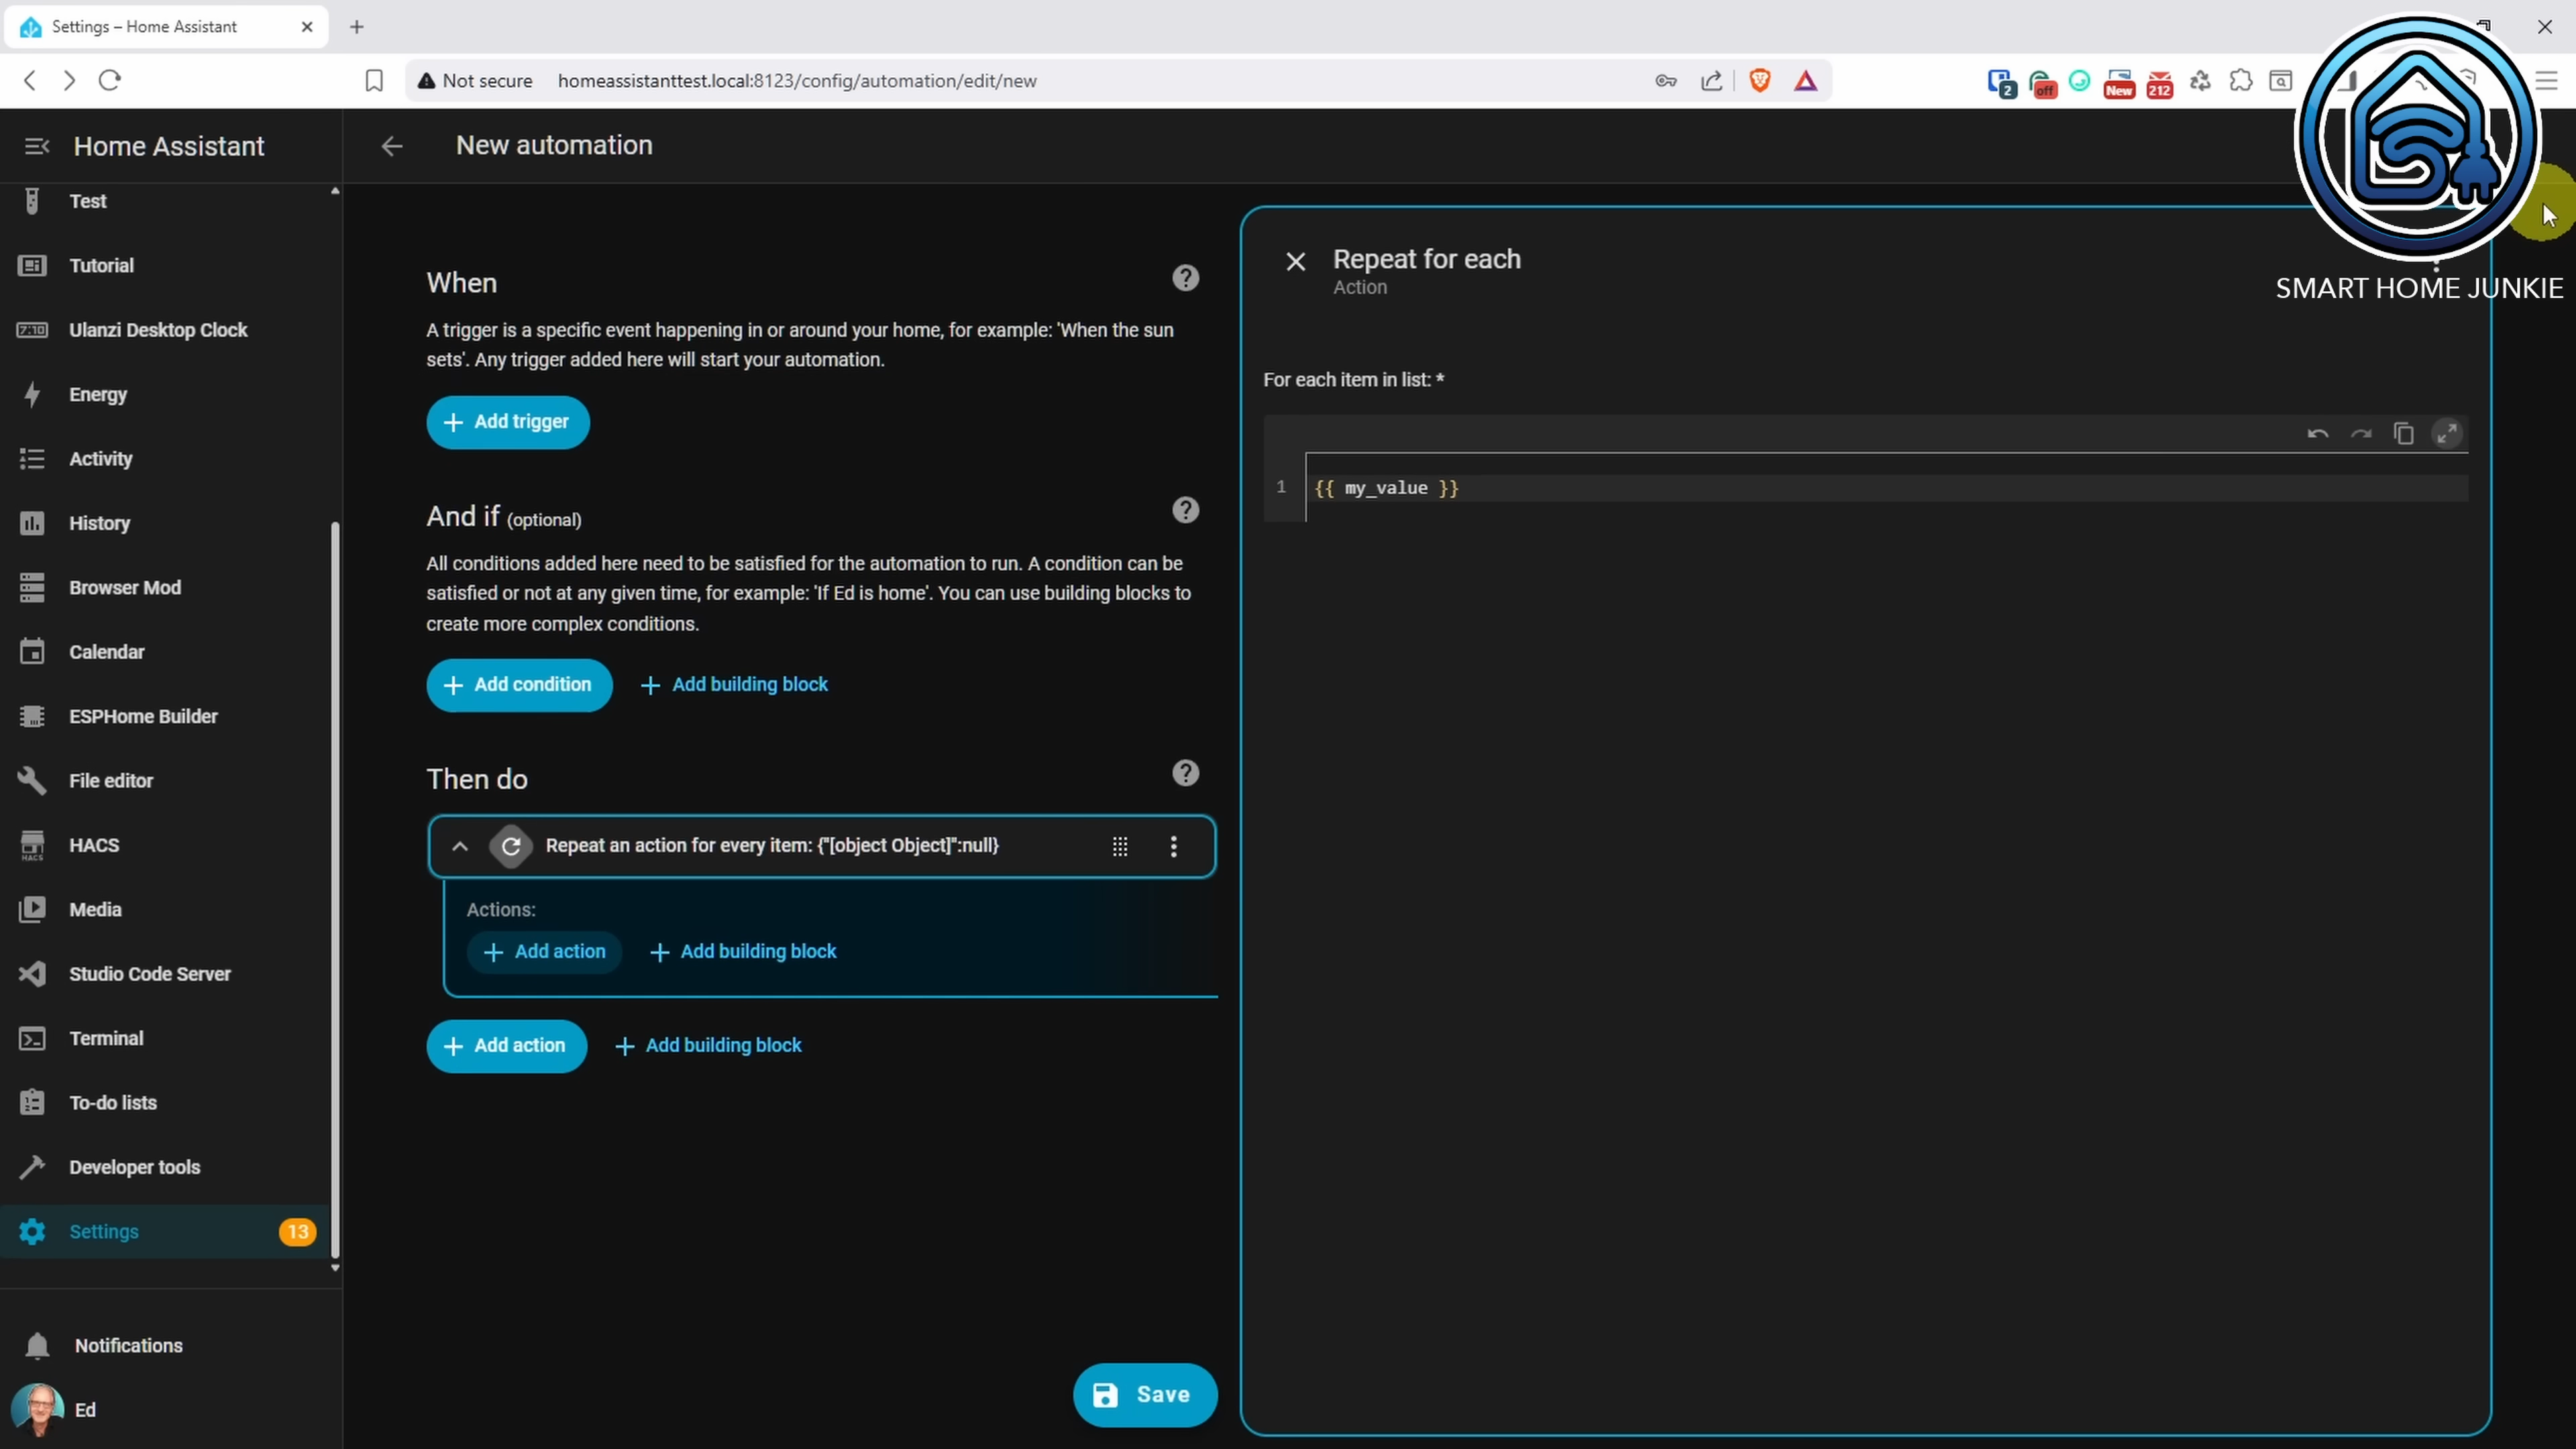 Settings – Home Assistant
Not secure
homeassistanttest.local:8123/config/automation/edit/new
2
off
New
212
SMART HOME JUNKIE
Home Assistant
Test
Tutorial
7:10
Ulanzi Desktop Clock
Energy
Activity
History
Browser Mod
Calendar
ESPHome Builder
File editor
HACS
HACS
Media
Studio Code Server
Terminal
To-do lists
Developer tools
Settings
13
Notifications
Ed
New automation
When
A trigger is a specific event happening in or around your home, for example: 'When the sun
sets'. Any trigger added here will start your automation.
Add trigger
And if (optional)
All conditions added here need to be satisfied for the automation to run. A condition can be
satisfied or not at any given time, for example: 'If Ed is home'. You can use building blocks to
create more complex conditions.
Add condition
Add building block
Then do
Repeat an action for every item: {"[object Object]":null}
Actions:
Add action
Add building block
Add action
Add building block
Save
Repeat for each
Action
For each item in list: *
1
{{ my_value }}